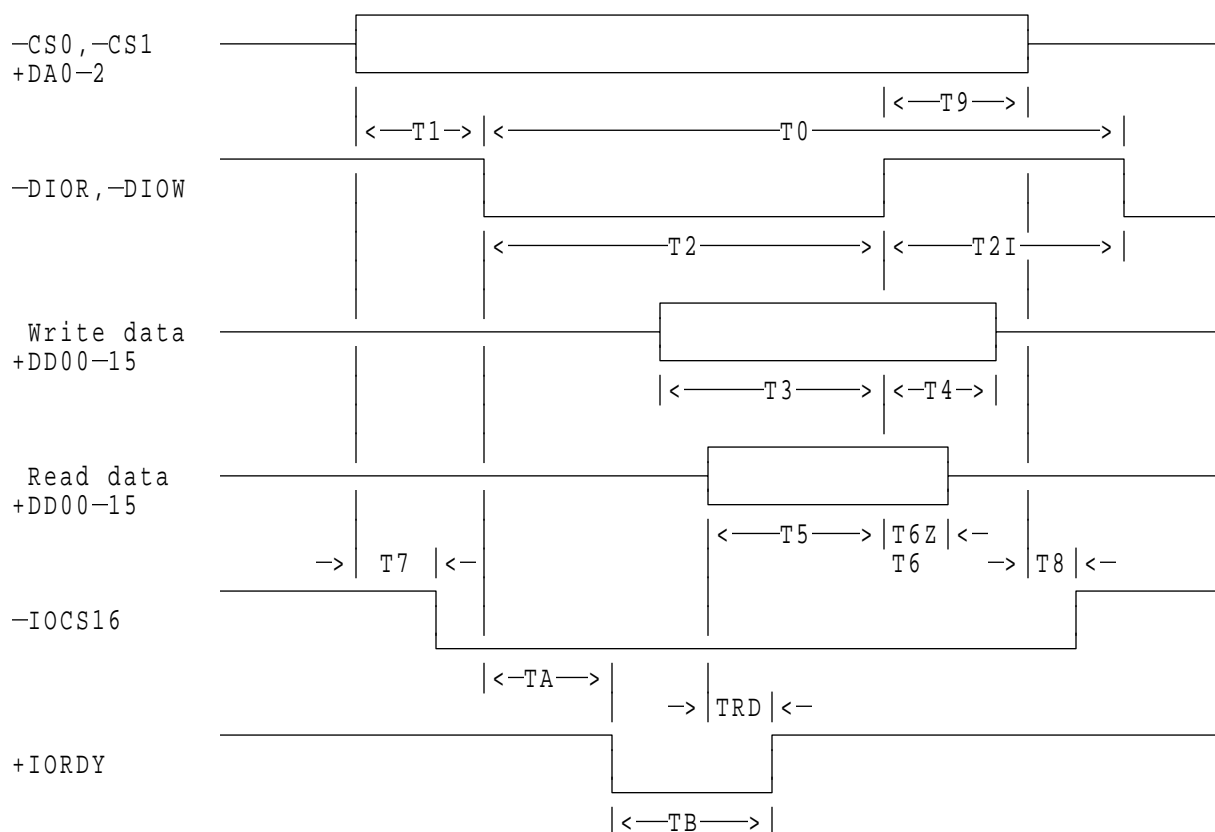 —CS0,—CS1
+DA0—2
<——T9——>
<——T1——>
<——T0——>
—DIOR,—DIOW
<——T2——>
<——T2I——>
Write data
+DD00—15
<——T3——>
<—T4—>
Read data
+DD00—15
<——T5——>
T6Z <—
—> T7 <—
T6
—> T8 <—
—IOCS16
<—TA——>
—> TRD <—
+IORDY
<——TB——>